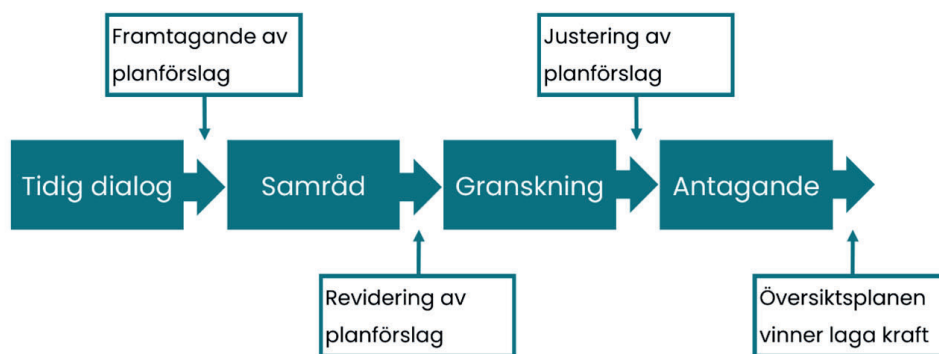 Framtagande av
planförslag
Justering av
planförslag
Tidig dialog
Samråd
Granskning
Antagande
Revidering av
planförslag
Översiktsplanen
vinner laga kraft